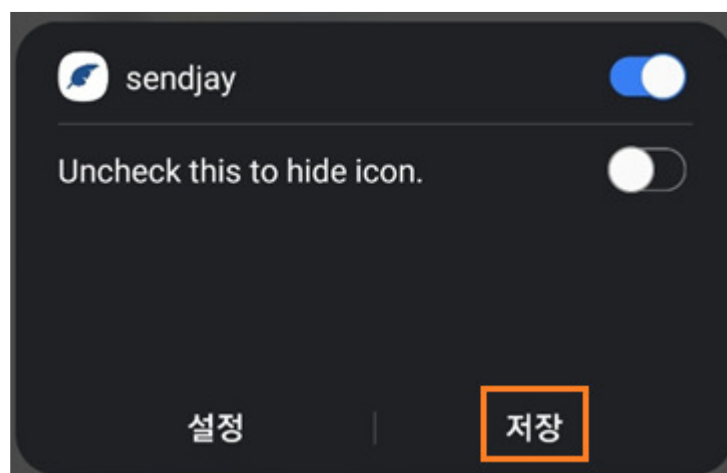 sendjay
Uncheck this to hide icon.
설정
저장